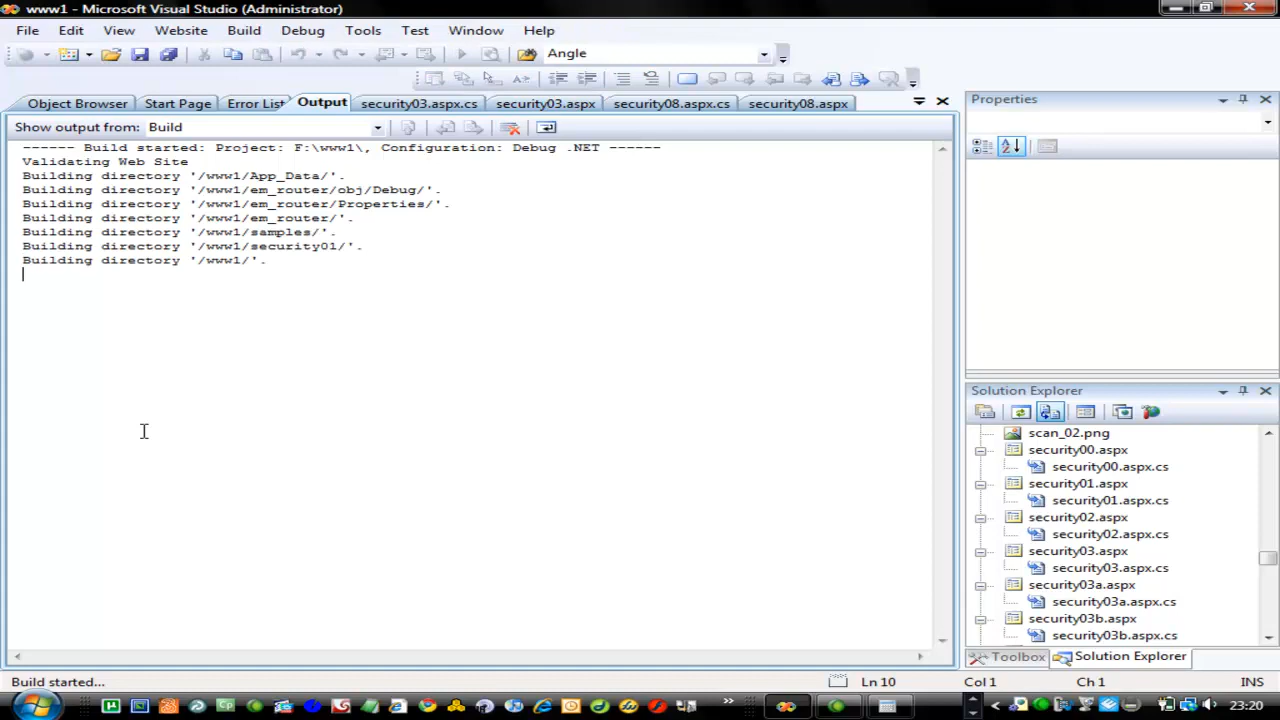 www1 - Microsoft Visual Studio (Administrator)
File Edit View Website Build Debug Tools Test Window Help
Angle
Object Browser Start Page Error List Output security03.aspx.cs security03.aspx security08.aspx.cs security08.aspx
Show output from: Build
------ Build started: Project: F:\www1\, Configuration: Debug .NET ------
Validating Web Site
Building directory '/www1/App_Data/'.
Building directory '/www1/em_router/obj/Debug/'.
Building directory '/www1/em_router/Properties/'.
Building directory '/www1/em_router/'.
Building directory '/www1/samples/'.
Building directory '/www1/security01/'.
Building directory '/www1/'.
Properties
Solution Explorer
scan_02.png
security00.aspx
security00.aspx.cs
security01.aspx
security01.aspx.cs
security02.aspx
security02.aspx.cs
security03.aspx
security03.aspx.cs
security03a.aspx
security03a.aspx.cs
security03b.aspx
security03b.aspx.cs
Toolbox Solution Explorer
Build started... Ln 10 Col 1 Ch 1 INS
23:20